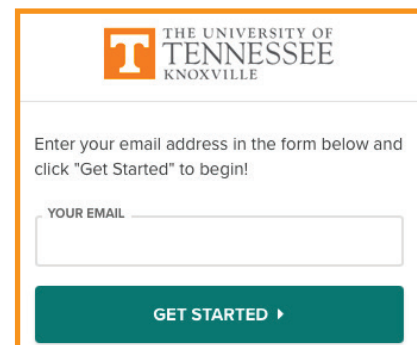 T
THE UNIVERSITY OF
TENNESSEE
KNOXVILLE
Enter your email address in the form below and
click "Get Started" to begin!
YOUR EMAIL
GET STARTED